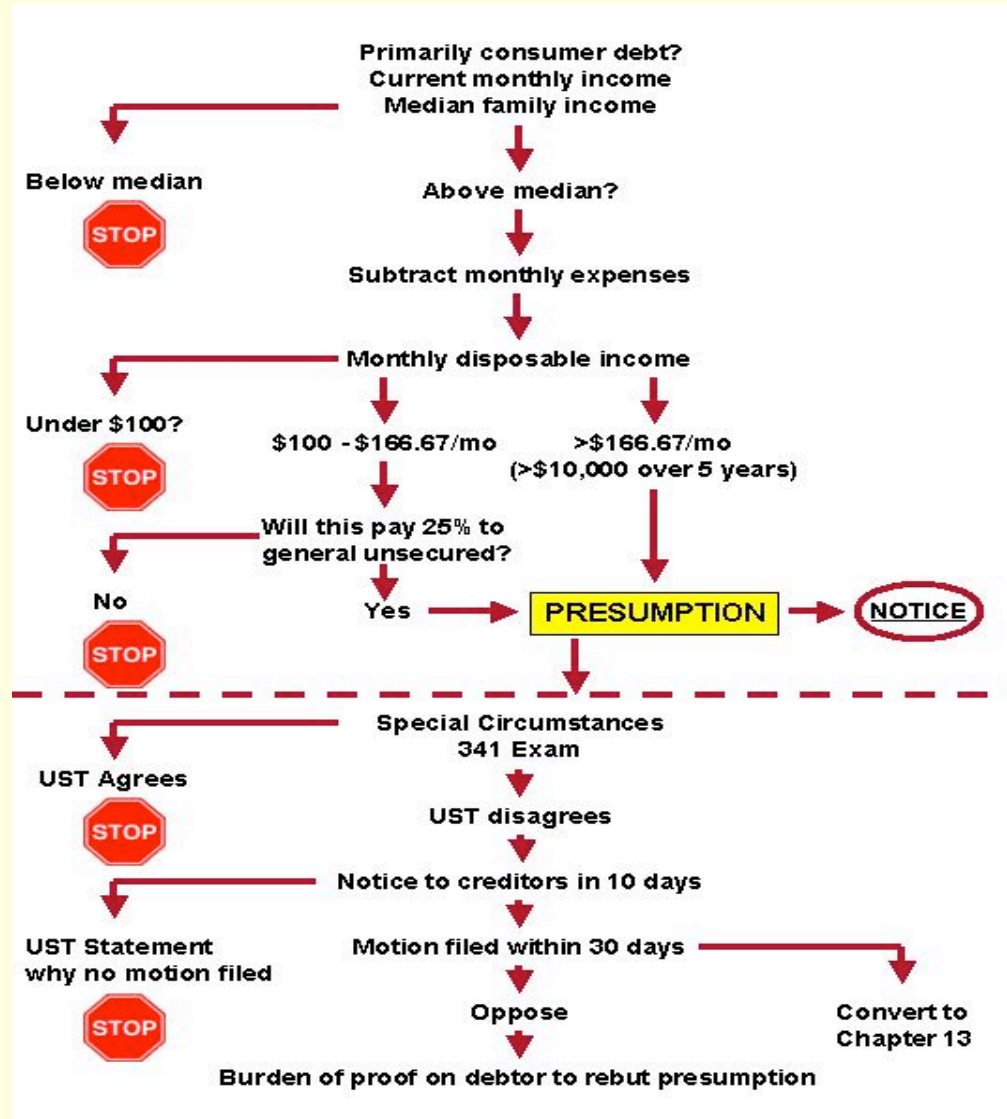 Primarily consumer debt?
Current monthly income
Median family income
Below median
STOP
Above median?
Subtract monthly expenses
Monthly disposable income
Under $100?
STOP
$100 - $166.67/mo
>$166.67/mo
(>$10,000 over 5 years)
Will this pay 25% to
general unsecured?
No
STOP
Yes
PRESUMPTION
NOTICE
Special Circumstances
341 Exam
UST Agrees
STOP
UST disagrees
Notice to creditors in 10 days
UST Statement
why no motion filed
STOP
Motion filed within 30 days
Oppose
Convert to
Chapter 13
Burden of proof on debtor to rebut presumption